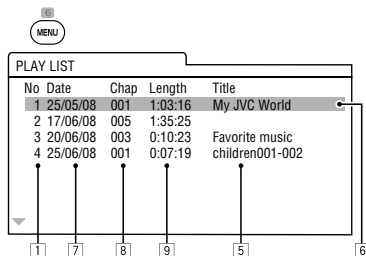 6
MENU
PLAY LIST
No Date Chap Length Title
1 25/05/08 001 1:03:16 My JVC World
2 17/06/08 005 1:35:25
3 20/06/08 003 0:10:23 Favorite music
4 25/06/08 001 0:07:19 children001-002
1 7 8 9 5 6